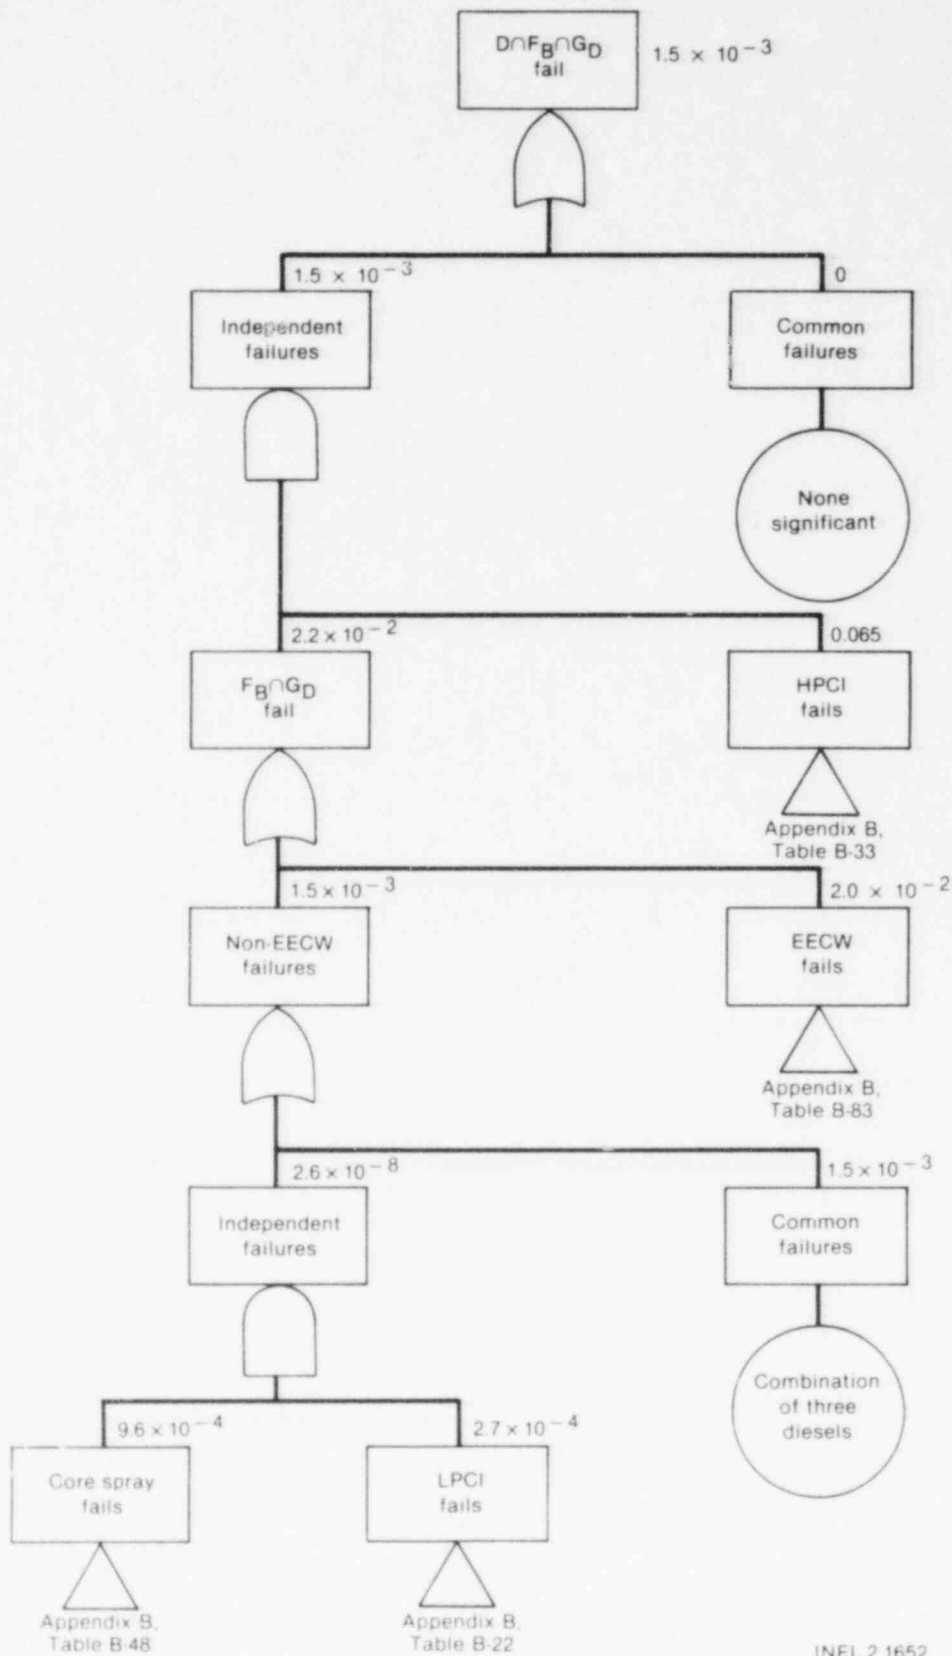 D∩F_B∩G_D
fail
1.5 × 10⁻³
1.5 × 10⁻³
0
Independent
failures
Common
failures
None
significant
2.2 × 10⁻²
0.065
F_B∩G_D
fail
HPCI
fails
Appendix B,
Table B-33
1.5 × 10⁻³
2.0 × 10⁻²
Non-EECW
failures
EECW
fails
Appendix B,
Table B-83
2.6 × 10⁻⁸
1.5 × 10⁻³
Independent
failures
Common
failures
Combination
of three
diesels
9.6 × 10⁻⁴
2.7 × 10⁻⁴
Core spray
fails
LPCI
fails
Appendix B,
Table B-48
Appendix B,
Table B-22
INEL 2 1652